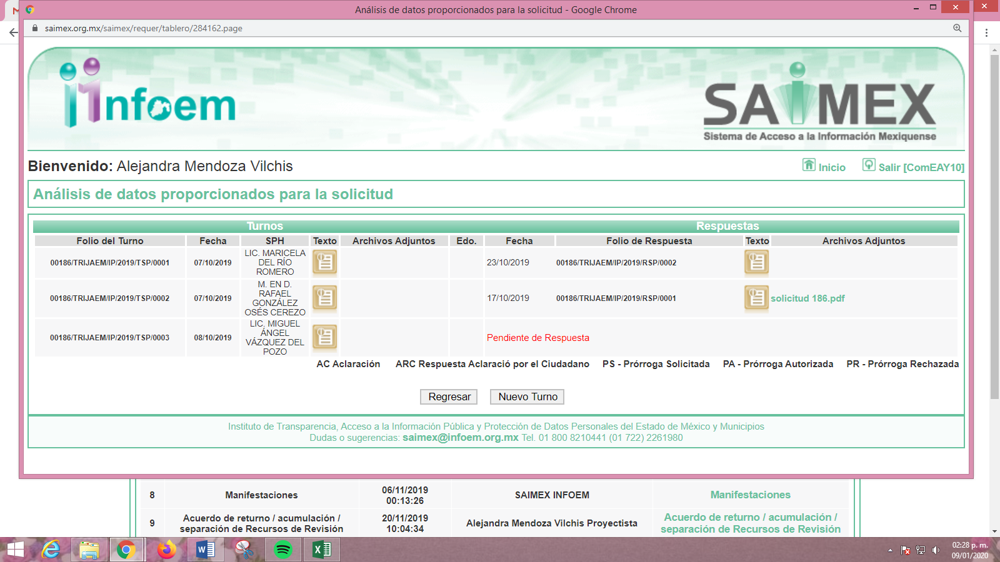 Análisis de datos proporcionados para la solicitud - Google Chrome
saimex.org.mx/saimex/requer/tablero/284162.page
infoem
SAIMEX
Sistema de Acceso a la Información Mexiquense
Bienvenido: Alejandra Mendoza Vilchis
Inicio Salir [ComEAY10]
Análisis de datos proporcionados para la solicitud
Turnos Respuestas
Folio del Turno Fecha SPH Texto Archivos Adjuntos Edo. Fecha Folio de Respuesta Texto Archivos Adjuntos
00186/TRIJAEM/IP/2019/TSP/0001 07/10/2019 LIC. MARICELA DEL RÍO ROMERO 23/10/2019 00186/TRIJAEM/IP/2019/RSP/0002
00186/TRIJAEM/IP/2019/TSP/0002 07/10/2019 M. EN D. RAFAEL GONZÁLEZ OSÉS CEREZO 17/10/2019 00186/TRIJAEM/IP/2019/RSP/0001 solicitud 186.pdf
00186/TRIJAEM/IP/2019/TSP/0003 08/10/2019 LIC. MIGUEL ÁNGEL VÁZQUEZ DEL POZO Pendiente de Respuesta
AC Aclaración ARC Respuesta Aclaració por el Ciudadano PS - Prórroga Solicitada PA - Prórroga Autorizada PR - Prórroga Rechazada
Regresar Nuevo Turno
Instituto de Transparencia, Acceso a la Información Pública y Protección de Datos Personales del Estado de México y Municipios
Dudas o sugerencias: saimex@infoem.org.mx Tel. 01 800 8210441 (01 722) 2261980
8 Manifestaciones 06/11/2019 00:13:26 SAIMEX INFOEM Manifestaciones
9 Acuerdo de returno / acumulación / separación de Recursos de Revisión 20/11/2019 10:04:34 Alejandra Mendoza Vilchis Proyectista Acuerdo de returno / acumulación / separación de Recursos de Revisión
02:28 p. m.
09/01/2020